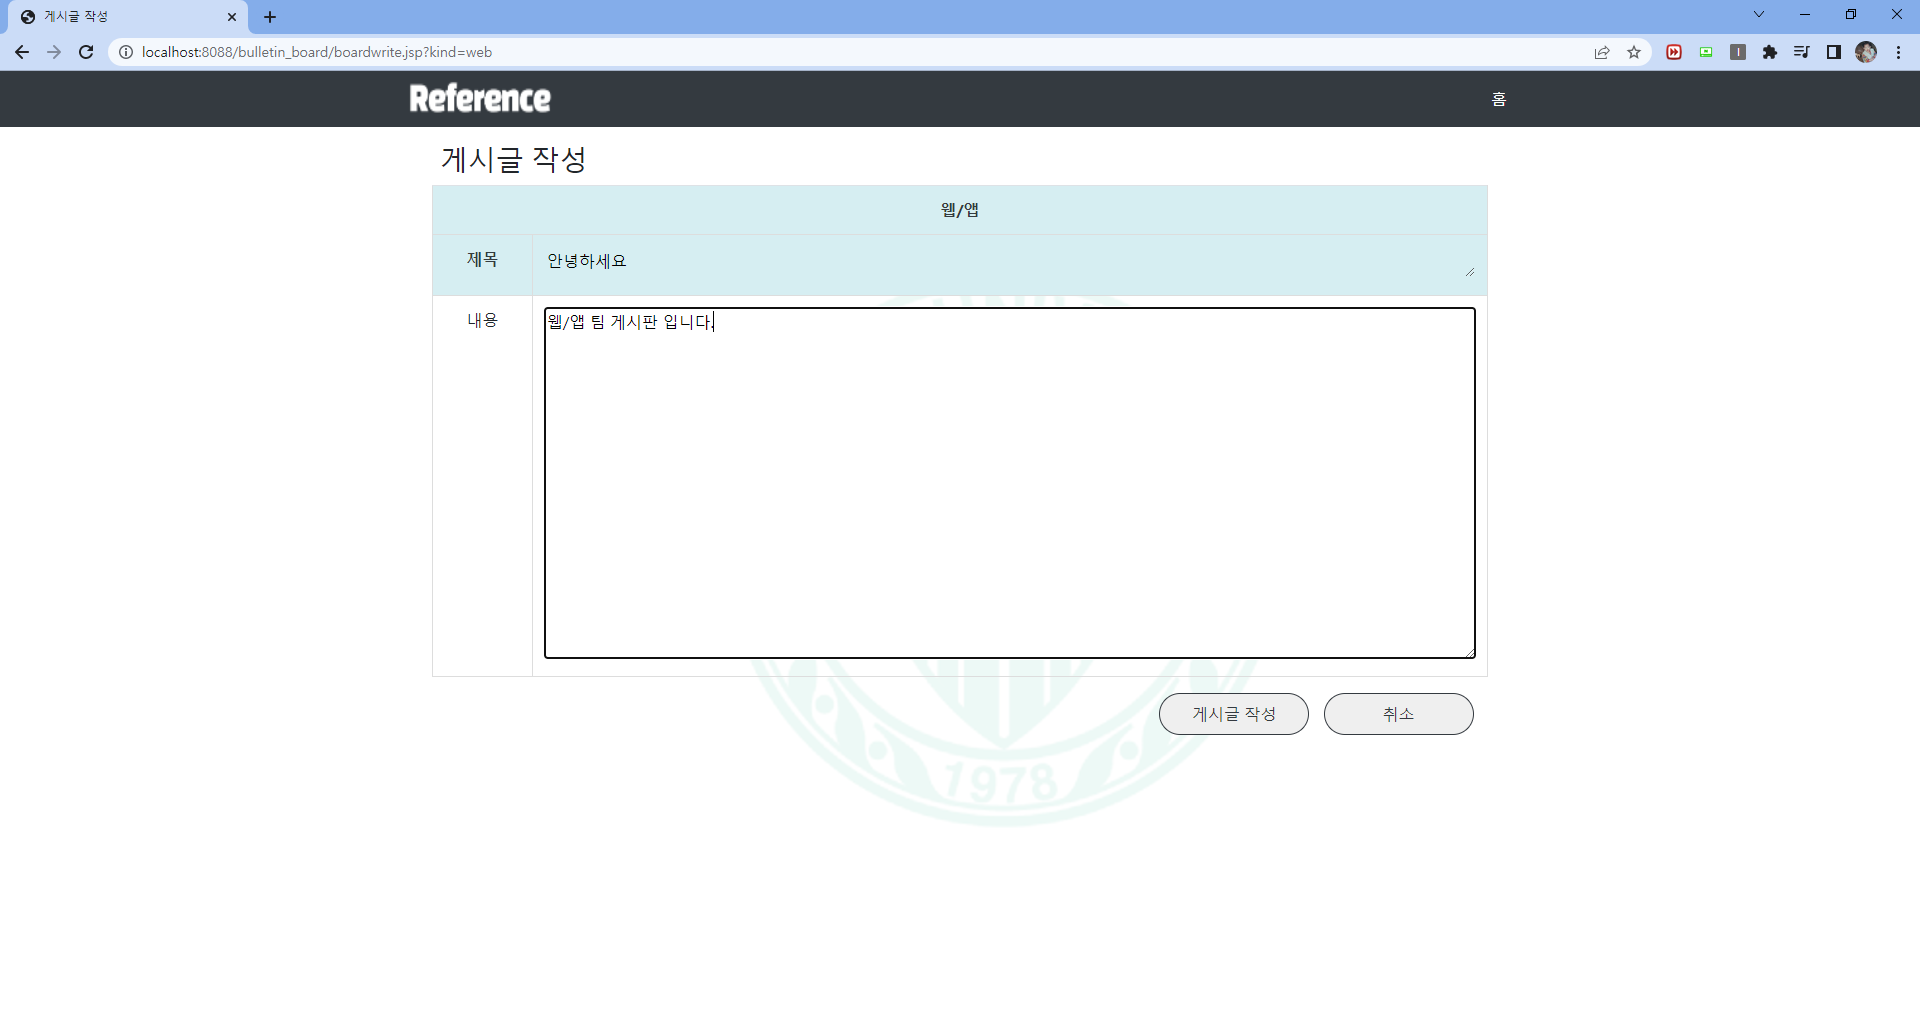 게시글 작성
localhost:8088/bulletin_board/boardwrite.jsp?kind=web
Reference
홈
게시글 작성
웹/앱
제목
안녕하세요
내용
웹/앱 팀 게시판 입니다.
게시글 작성
취소
1978